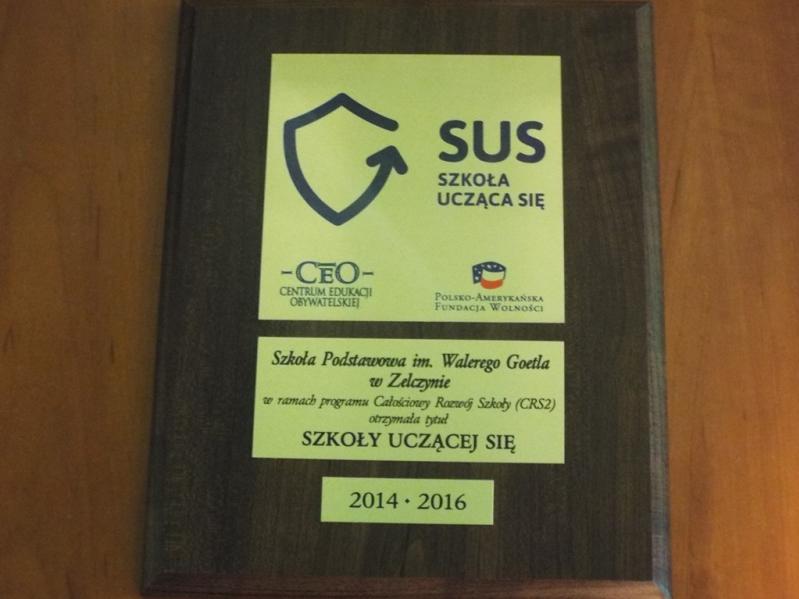 SUS
SZKOŁA
UCZĄCA SIĘ
CEO
CENTRUM EDUKACJI
OBYWATELSKIEJ
POLSKO-AMERYKAŃSKA
FUNDACJA WOLNOŚCI
Szkoła Podstawowa im. Walerego Goetla
w Zelczynie
w ramach programu Całościowy Rozwój Szkoły (CRS2)
otrzymała tytuł
SZKOŁY UCZĄCEJ SIĘ
2014 · 2016